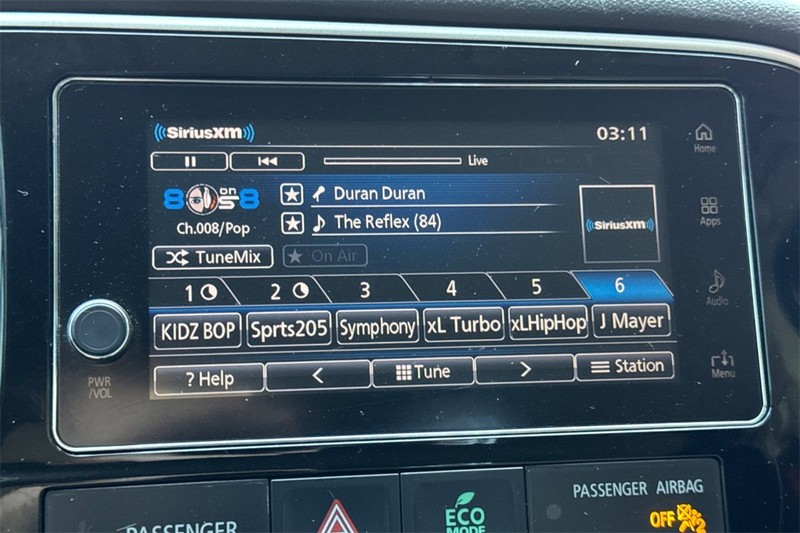 SiriusXM 03:11
Live
80s on 8 Duran Duran
The Reflex (84)
Ch.008/Pop
SiriusXM
TuneMix On Air
1 2 3 4 5 6
KIDZ BOP Sprts205 Symphony xL Turbo xLHipHop J Mayer
? Help < Tune > Station
Home
Apps
Audio
Menu
PWR
/VOL
PASSENGER
ECO
MODE
PASSENGER AIRBAG
OFF 2